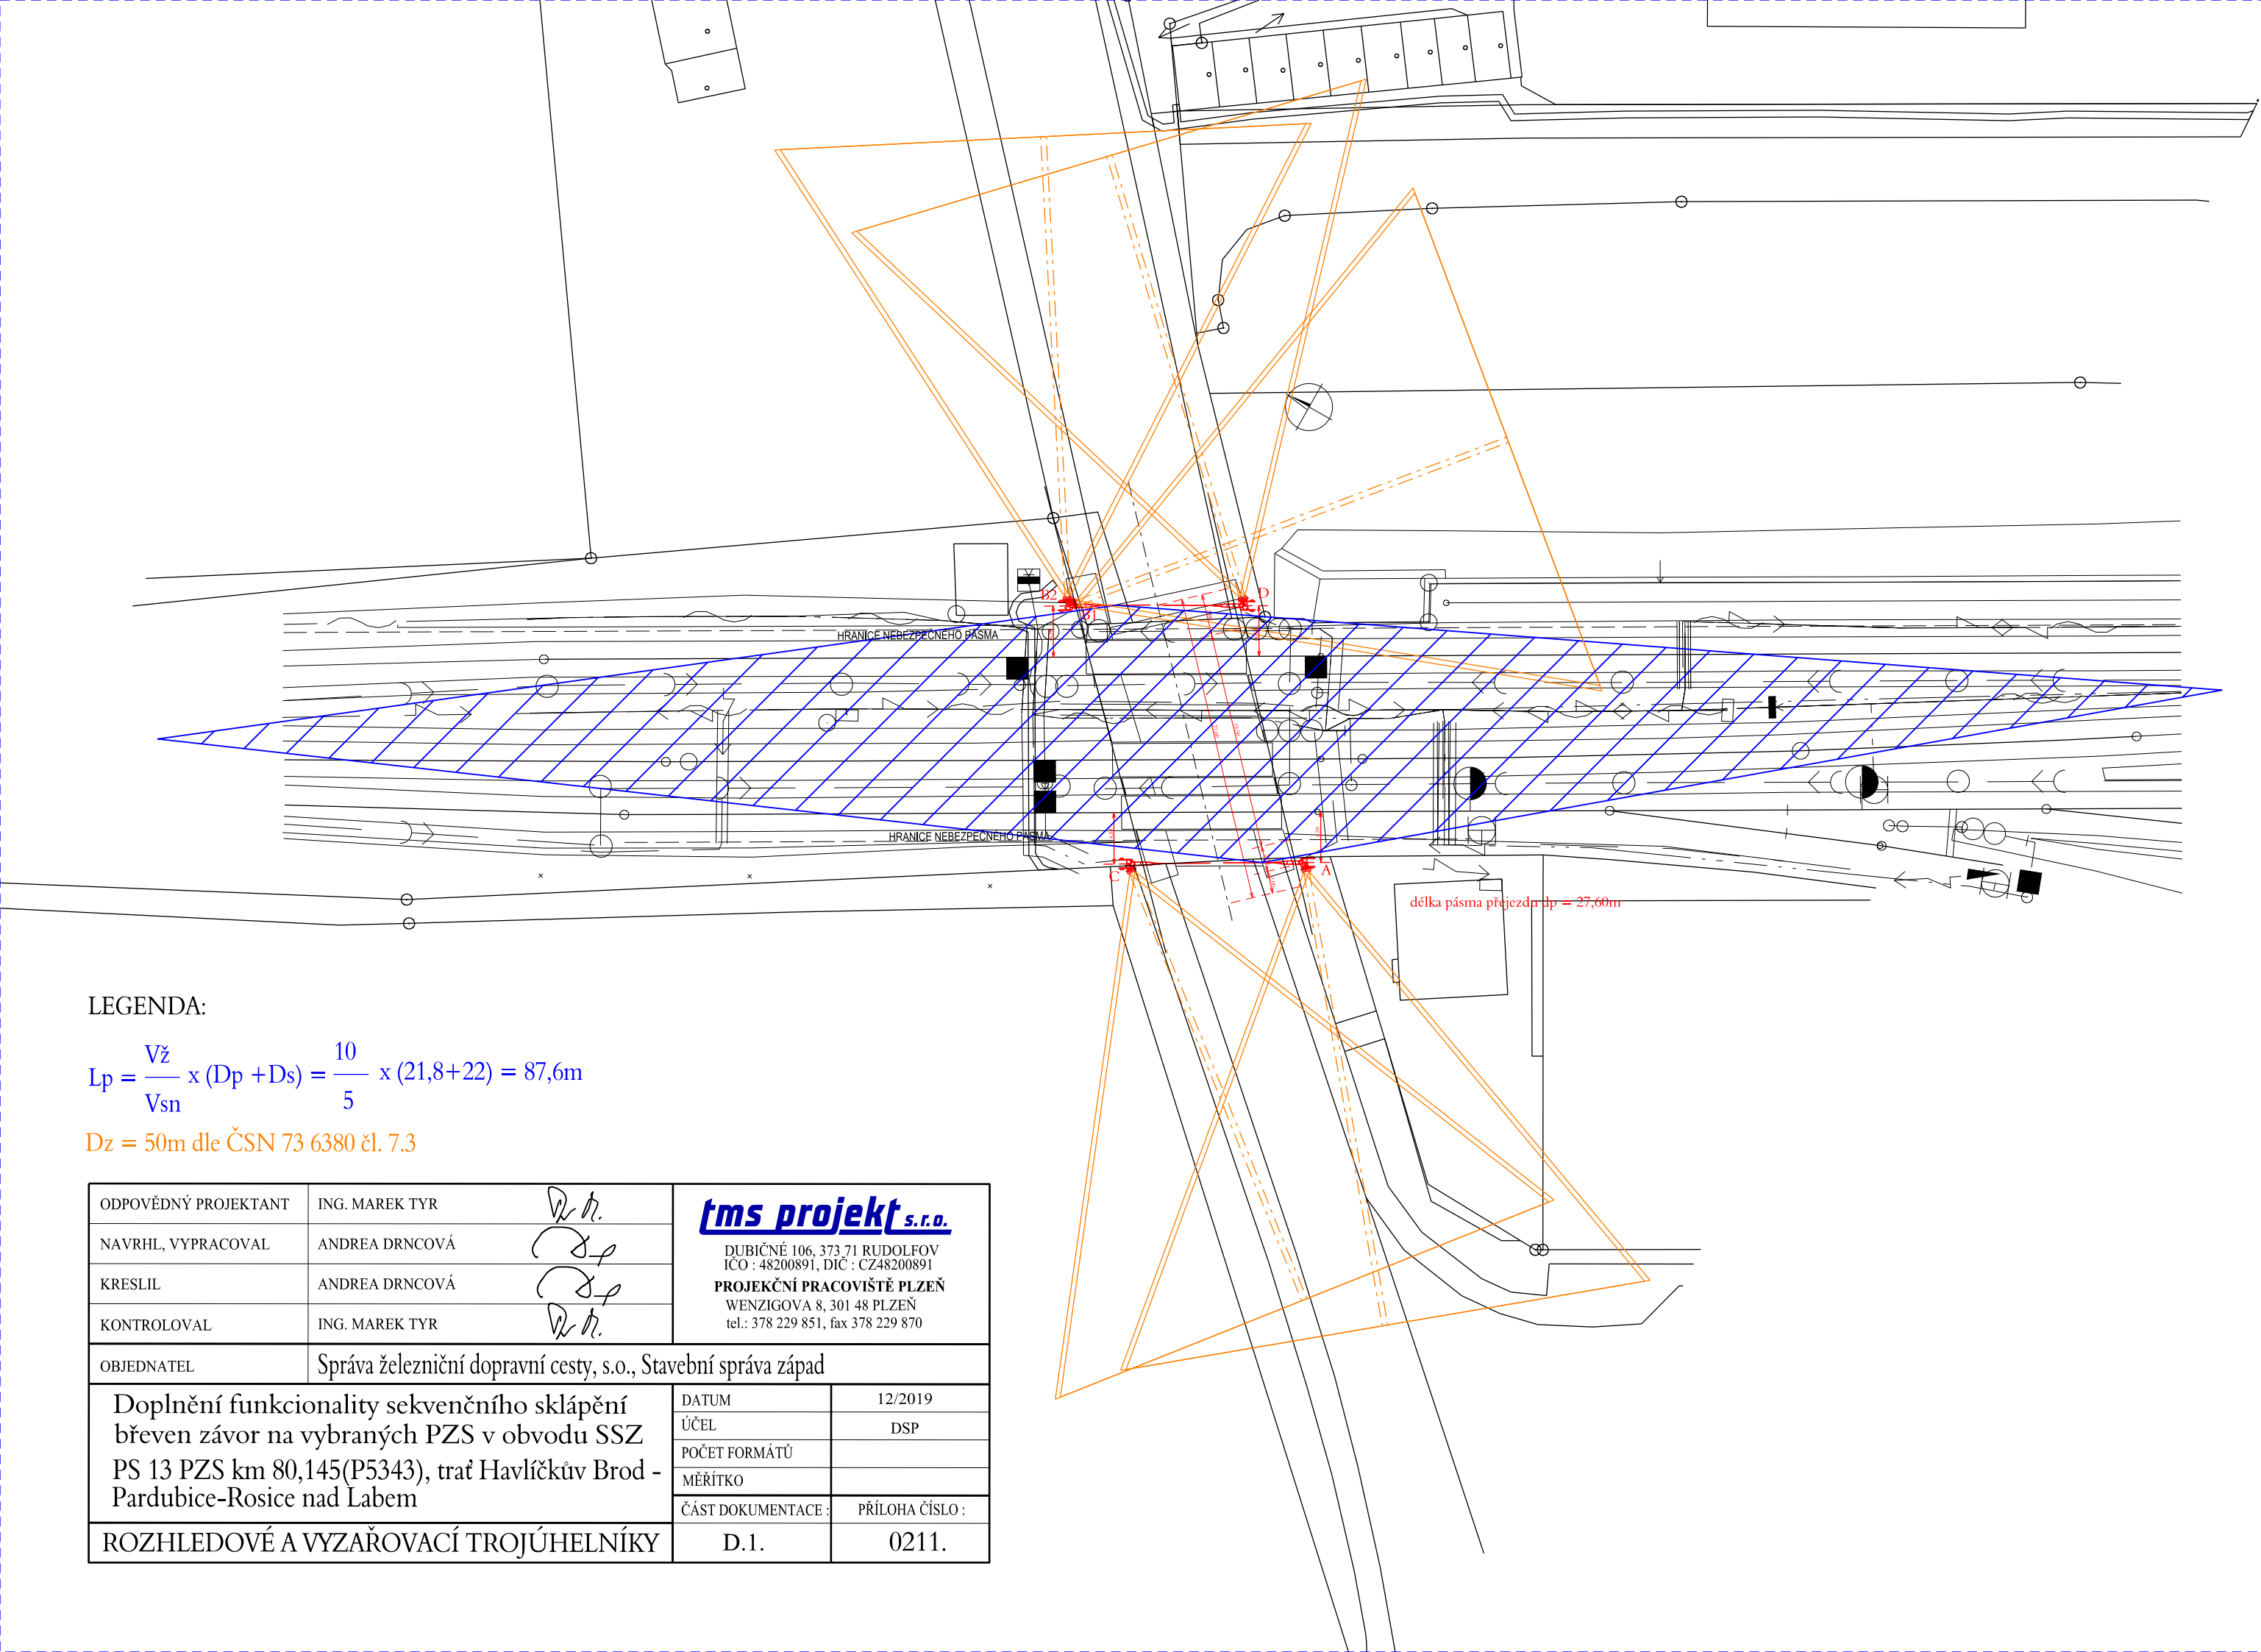 B2
B1
D
HRANICE NEBEZPEČNÉHO PÁSMA
HRANICE NEBEZPEČNÉHO PÁSMA
C
A
délka pásma přejezdu dp = 27,60m
LEGENDA:
Lp = Vž/Vsn x (Dp +Ds) = 10/5 x (21,8+22) = 87,6m
Dz = 50m dle ČSN 73 6380 čl. 7.3
ODPOVĚDNÝ PROJEKTANT ING. MAREK TYR
NAVRHL, VYPRACOVAL ANDREA DRNCOVÁ
KRESLIL ANDREA DRNCOVÁ
KONTROLOVAL ING. MAREK TYR
tms projekt s.r.o.
DUBIČNÉ 106, 373 71 RUDOLFOV
IČO : 48200891, DIČ : CZ48200891
PROJEKČNÍ PRACOVIŠTĚ PLZEŇ
WENZIGOVA 8, 301 48 PLZEŇ
tel.: 378 229 851, fax 378 229 870
OBJEDNATEL Správa železniční dopravní cesty, s.o., Stavební správa západ
Doplnění funkcionality sekvenčního sklápění
břeven závor na vybraných PZS v obvodu SSZ
PS 13 PZS km 80,145(P5343), trať Havlíčkův Brod -
Pardubice-Rosice nad Labem
DATUM 12/2019
ÚČEL DSP
POČET FORMÁTŮ
MĚŘÍTKO
ČÁST DOKUMENTACE : PŘÍLOHA ČÍSLO :
ROZHLEDOVÉ A VYZAŘOVACÍ TROJÚHELNÍKY D.1. 0211.